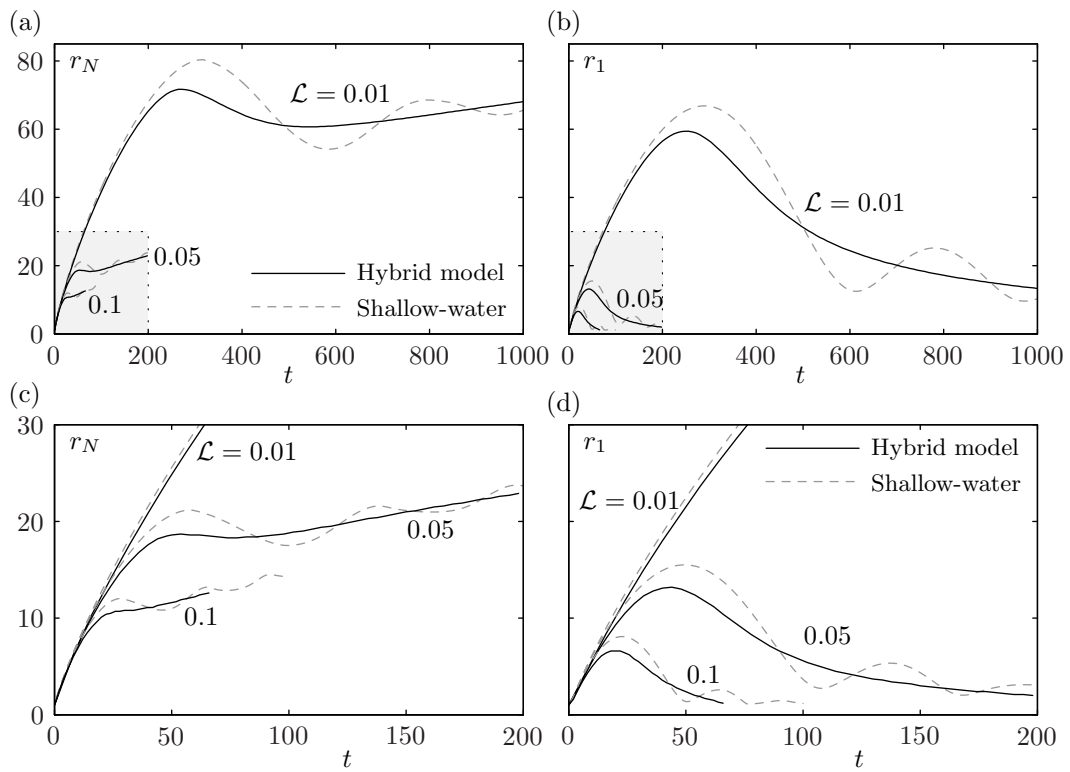 (a)
r_N
80
60
40
20
0
ℒ = 0.01
0.05
0.1
Hybrid model
Shallow-water
0
200
400
600
800
1000
t
(b)
r_1
ℒ = 0.01
0.05
0
200
400
600
800
1000
t
(c)
r_N
30
20
10
0
ℒ = 0.01
0.05
0.1
0
50
100
150
200
t
(d)
r_1
Hybrid model
Shallow-water
ℒ = 0.01
0.05
0.1
0
50
100
150
200
t